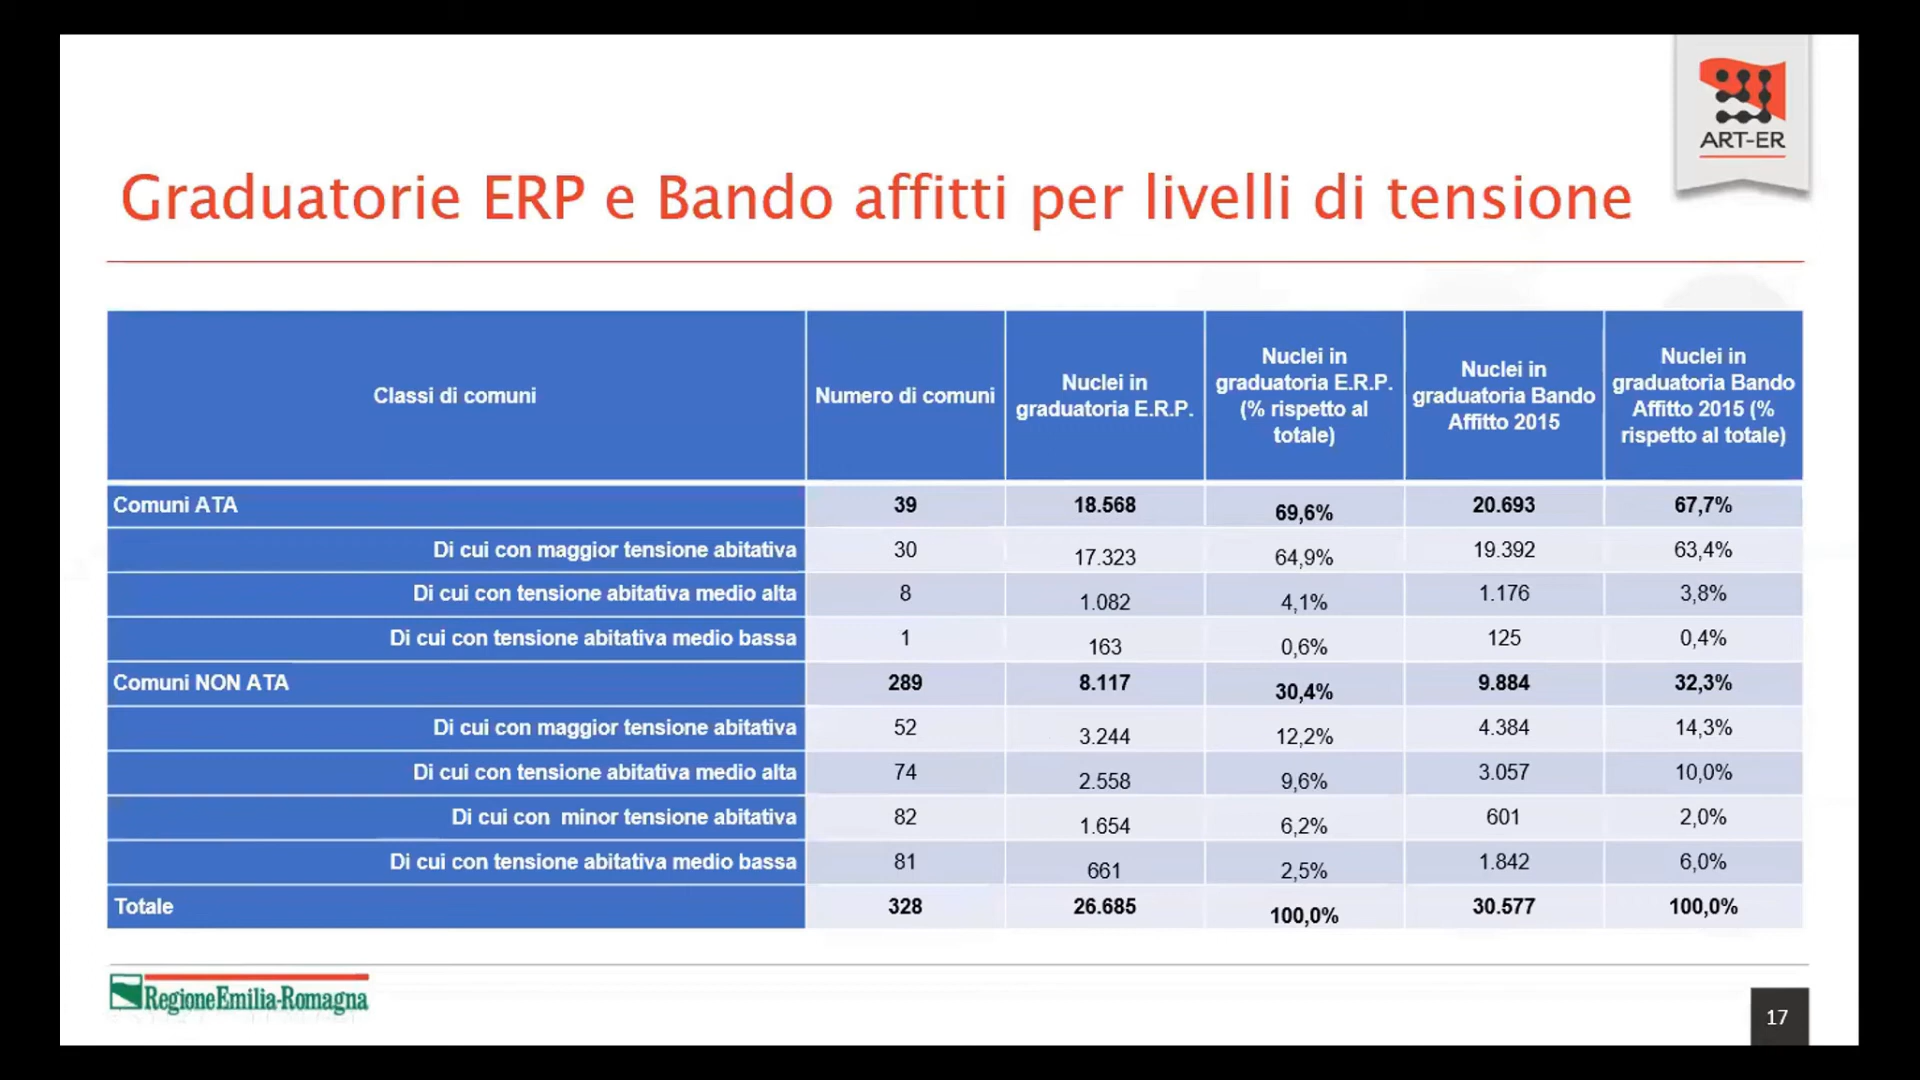 ART-ER
Graduatorie ERP e Bando affitti per livelli di tensione
Classi di comuni
Numero di comuni
Nuclei in
graduatoria E.R.P.
Nuclei in
graduatoria E.R.P.
(% rispetto al
totale)
Nuclei in
graduatoria Bando
Affitto 2015
Nuclei in
graduatoria Bando
Affitto 2015 (%
rispetto al totale)
Comuni ATA 39 18.568 69,6% 20.693 67,7%
Di cui con maggior tensione abitativa 30 17.323 64,9% 19.392 63,4%
Di cui con tensione abitativa medio alta 8 1.082 4,1% 1.176 3,8%
Di cui con tensione abitativa medio bassa 1 163 0,6% 125 0,4%
Comuni NON ATA 289 8.117 30,4% 9.884 32,3%
Di cui con maggior tensione abitativa 52 3.244 12,2% 4.384 14,3%
Di cui con tensione abitativa medio alta 74 2.558 9,6% 3.057 10,0%
Di cui con  minor tensione abitativa 82 1.654 6,2% 601 2,0%
Di cui con tensione abitativa medio bassa 81 661 2,5% 1.842 6,0%
Totale 328 26.685 100,0% 30.577 100,0%
RegioneEmilia-Romagna
17